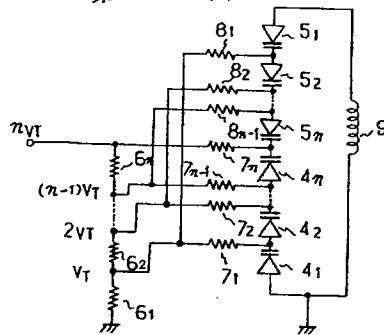 8₁
5₁
8₂
5₂
9
8ₙ₋₁
5ₙ
nVT
6ₙ
7ₙ₋₁
7ₙ
4ₙ
(n-1)VT
2VT
6₂
7₂
4₂
VT
7₁
4₁
6₁